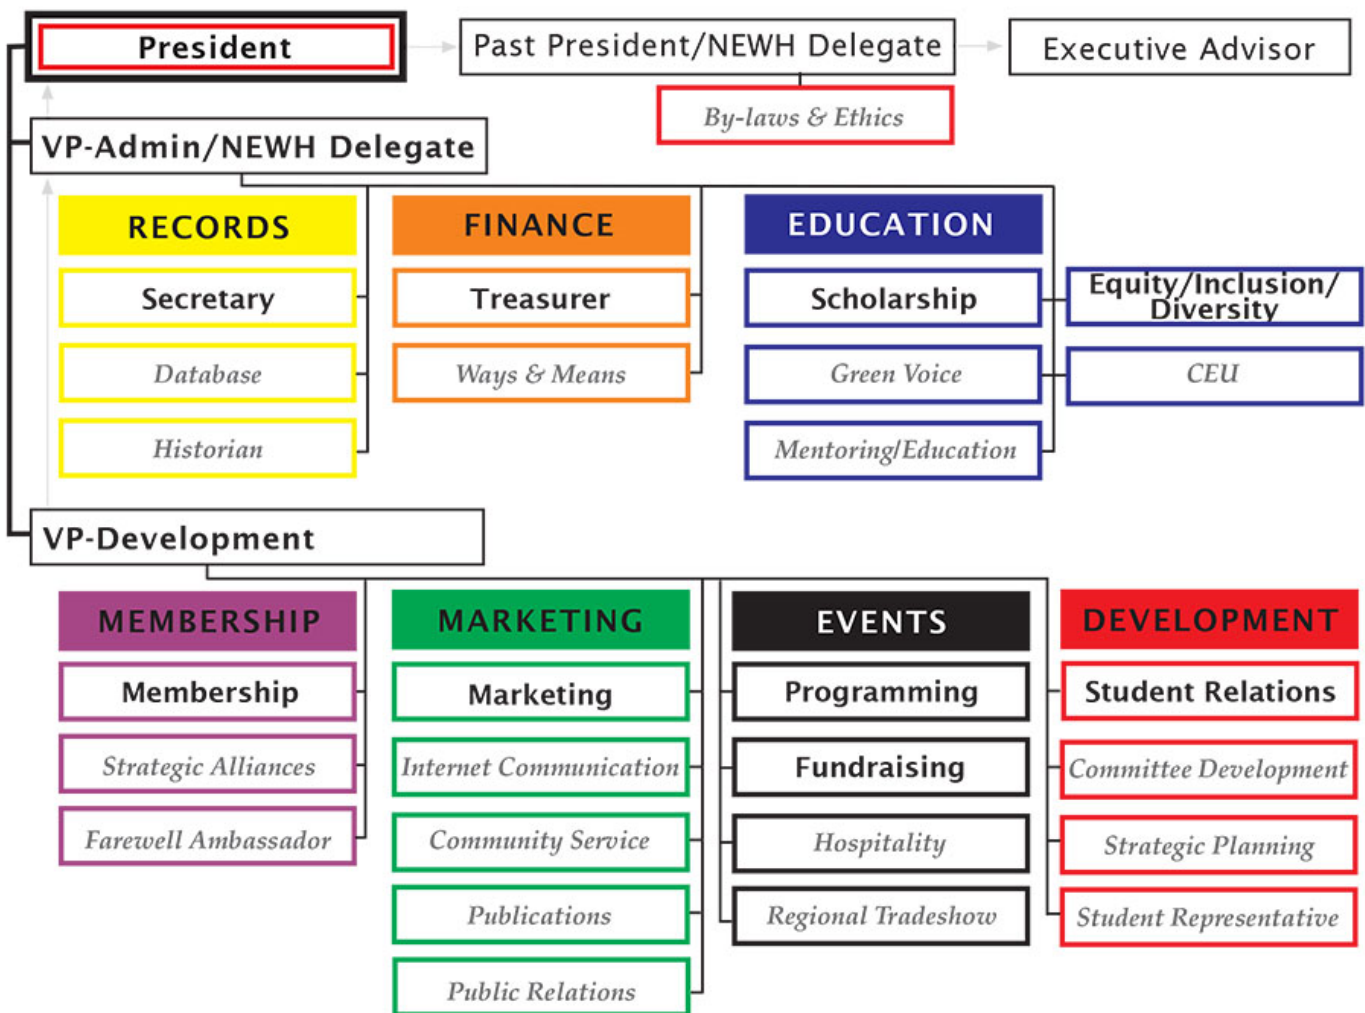 President
Past President/NEWH Delegate
Executive Advisor
By-laws & Ethics
VP-Admin/NEWH Delegate
RECORDS
FINANCE
EDUCATION
Secretary
Treasurer
Scholarship
Equity/Inclusion/
Diversity
Database
Ways & Means
Green Voice
CEU
Historian
Mentoring/Education
VP-Development
MEMBERSHIP
MARKETING
EVENTS
DEVELOPMENT
Membership
Marketing
Programming
Student Relations
Strategic Alliances
Internet Communication
Fundraising
Committee Development
Farewell Ambassador
Community Service
Hospitality
Strategic Planning
Publications
Regional Tradeshow
Student Representative
Public Relations